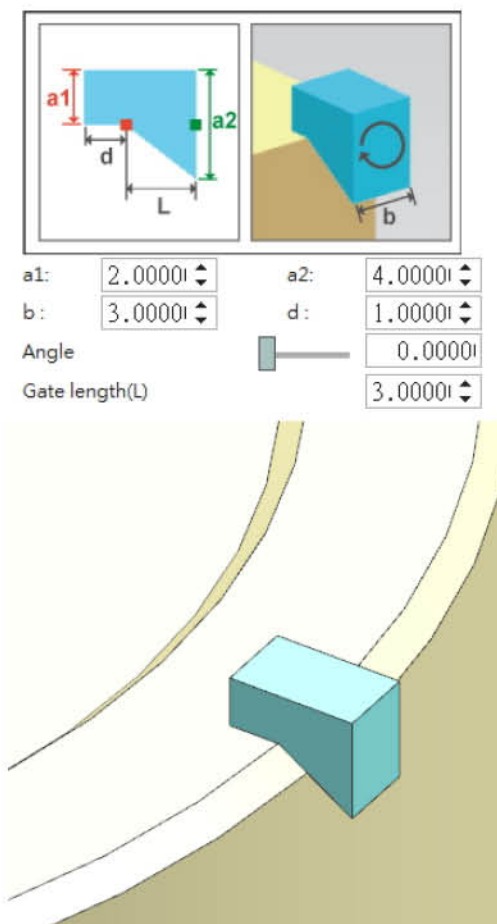 a1
a2
d
L
b
a1: 2.0000 a2: 4.0000
b : 3.0000 d : 1.0000
Angle 0.0000
Gate length(L) 3.0000